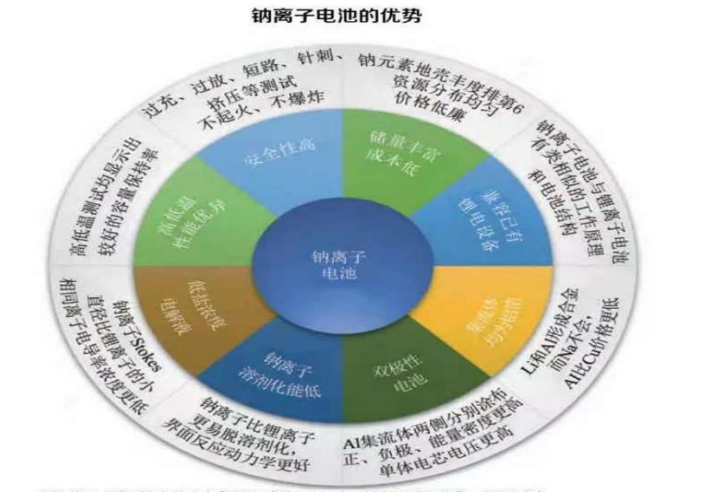 钠离子电池的优势
钠离子
电池
储量丰富
成本低
钠元素地壳丰度排第6
资源分布均匀
价格低廉
兼容已有
锂电设备
钠离子电池与锂离子电池
有类相似的工作原理
和电池结构
集流体
均为铝箔
Li和Al形成合金
而Na不会,
Al比Cu价格更低
双极性
电池
Al集流体两侧分别涂布
正、负极、能量密度更高
单体电芯电压更高
钠离子
溶剂化能低
钠离子比锂离子
更易脱溶剂化,
界面反应动力学更好
低盐浓度
电解液
钠离子Stokes
直径比锂离子的小
相同离子电导率浓度更低
高低温
性能优异
高低温测试均显示出
较好的容量保持率
安全性高
过充、过放、短路、针刺、
挤压等测试
不起火、不爆炸